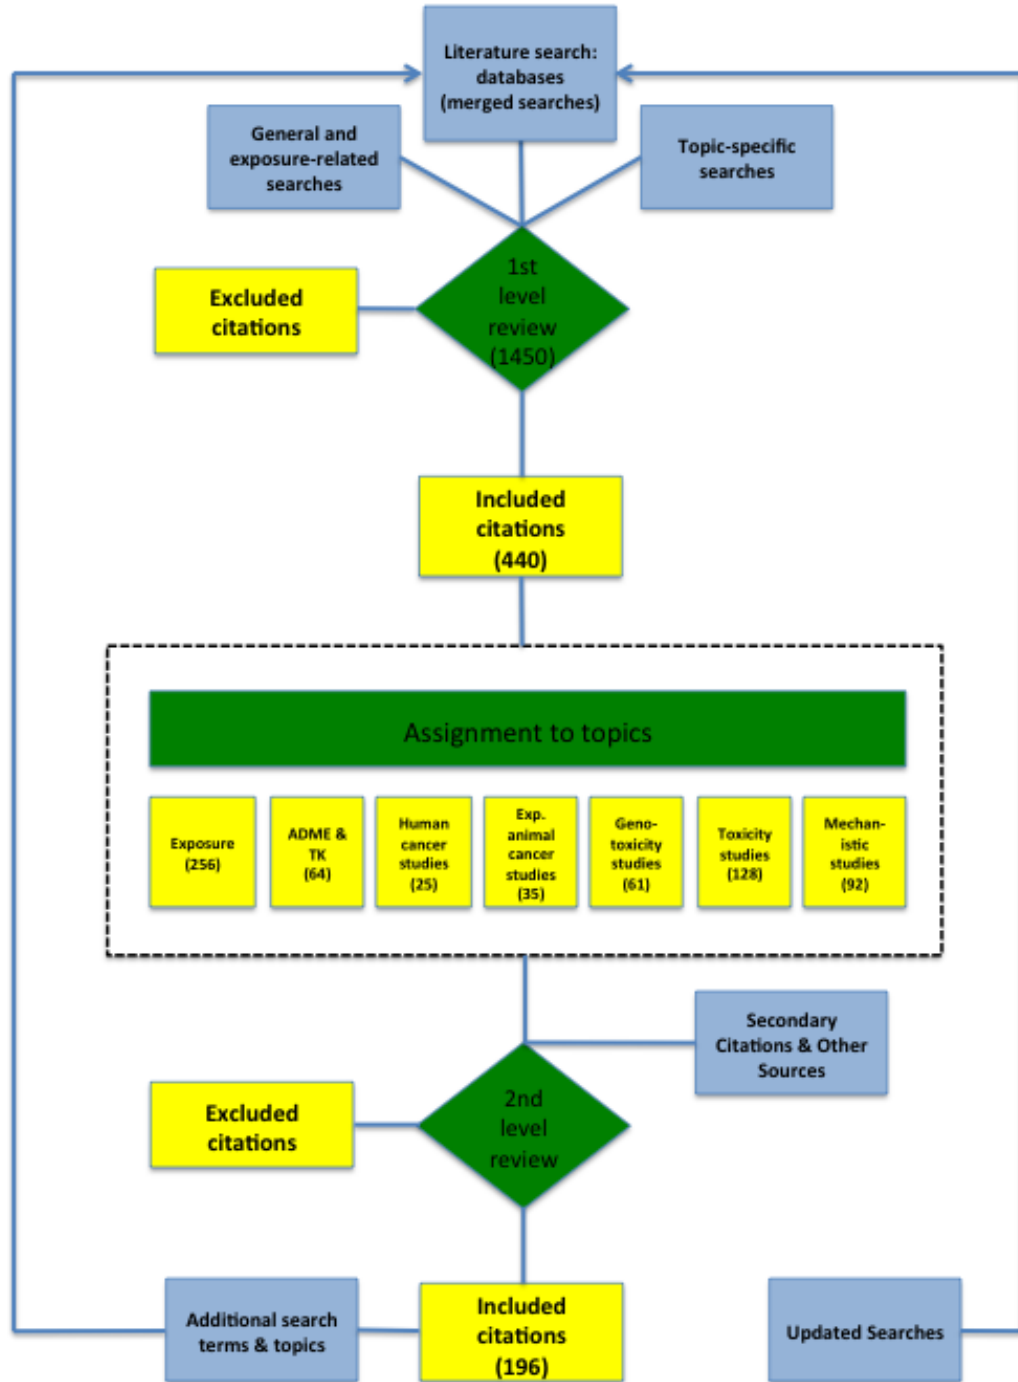 Literature search:
databases
(merged searches)
General and
exposure-related
searches
Topic-specific
searches
1st
level
review
(1450)
Excluded
citations
Included
citations
(440)
Assignment to topics
Exposure
(256)
ADME &
TK
(64)
Human
cancer
studies
(25)
Exp.
animal
cancer
studies
(35)
Geno-
toxicity
studies
(61)
Toxicity
studies
(128)
Mechan-
istic
studies
(92)
Secondary
Citations & Other
Sources
2nd
level
review
Excluded
citations
Additional search
terms & topics
Included
citations
(196)
Updated Searches